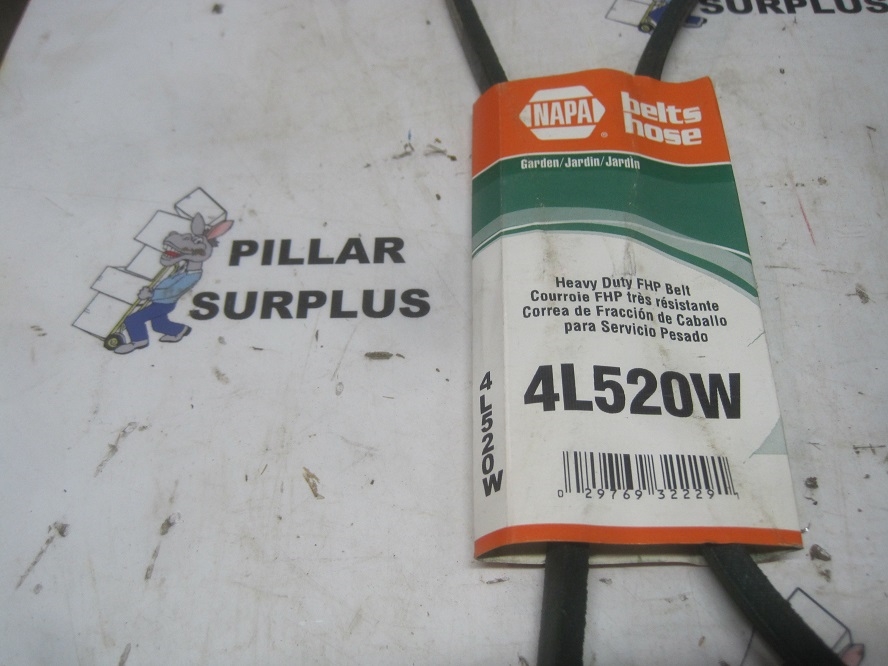 SURPLUS
NAPA
®
belts
hose
Garden/Jardin/Jardin
PILLAR
SURPLUS
Heavy Duty FHP Belt
Courroie FHP très résistante
Correa de Fracción de Caballo
para Servicio Pesado
4L520W
4L520W
0 29769 32229